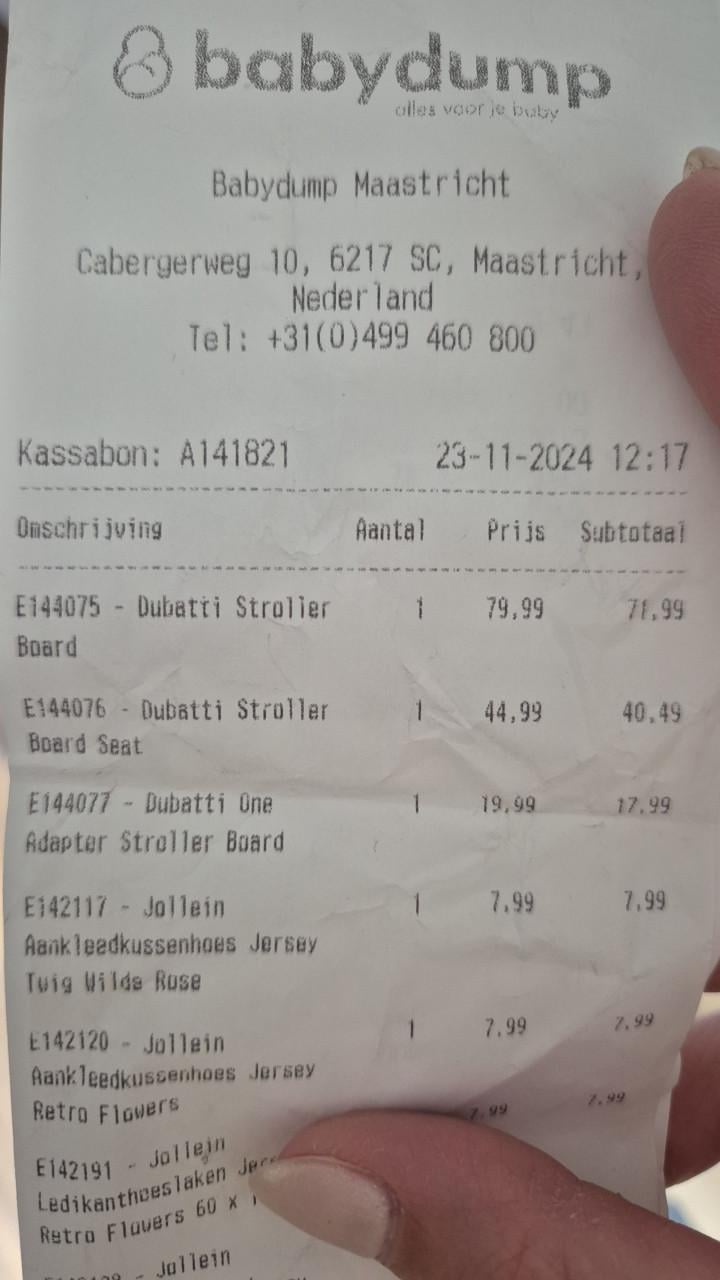 babydump
alles voor je baby
Babydump Maastricht
Cabergerweg 10, 6217 SC, Maastricht,
Nederland
Tel: +31(0)499 460 800
Kassabon: A141821 23-11-2024 12:17
Omschrijving Aantal Prijs Subtotaal
E144075 - Dubatti Stroller 1 79,99 71,99
Board
E144076 - Dubatti Stroller 1 44,99 40,49
Board Seat
E144077 - Dubatti One 1 19,99 17,99
Adapter Stroller Board
E142117 - Jollein 1 7,99 7,99
Aankleedkussenhoes Jersey
Twig Wilde Rose
E142120 - Jollein 1 7,99 7,99
Aankleedkussenhoes Jersey
Retro Flowers
E142191 - Jollein 7,99 7,99
Ledikanthoeslaken
Retro Flowers 60 x
- Jollein